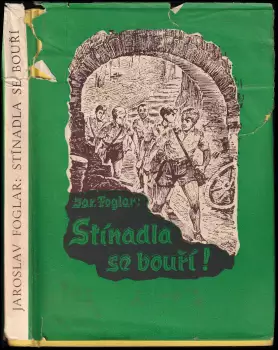 JAROSLAV FOGLAR: STÍNADLA SE BOUŘÍ
Jar. Foglar:
Stínadla
se bouří!